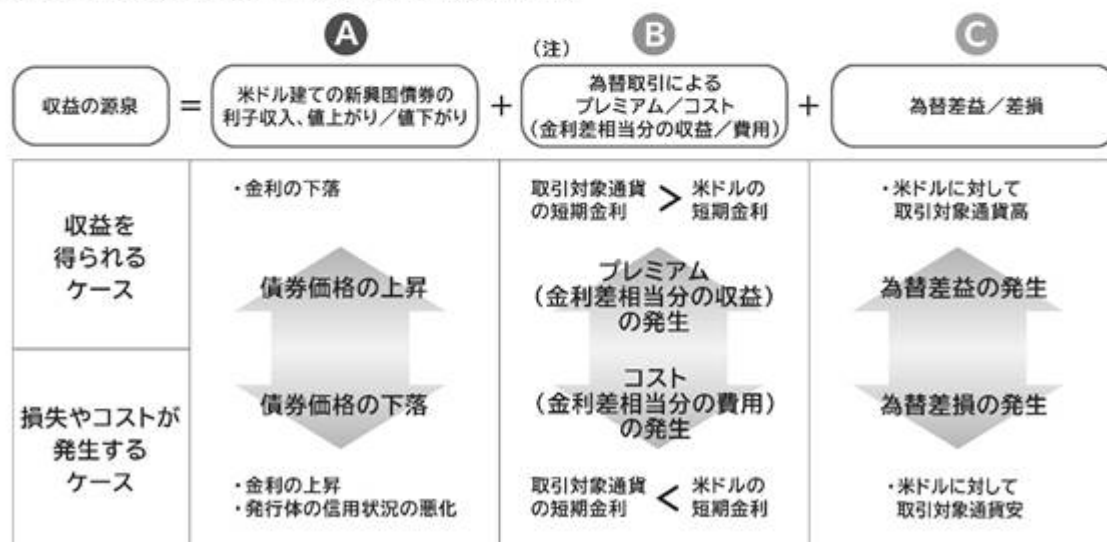 A
B
C
(注)
収益の源泉
=
米ドル建ての新興国債券の
利子収入、値上がり/値下がり
+
為替取引による
プレミアム/コスト
(金利差相当分の収益/費用)
+
為替差益/差損
収益を
得られる
ケース
・金利の下落
債券価格の上昇
取引対象通貨
の短期金利
>
米ドルの
短期金利
プレミアム
(金利差相当分の収益)
の発生
・米ドルに対して
取引対象通貨高
為替差益の発生
損失やコストが
発生する
ケース
債券価格の下落
・金利の上昇
・発行体の信用状況の悪化
コスト
(金利差相当分の費用)
の発生
取引対象通貨
の短期金利
<
米ドルの
短期金利
為替差損の発生
・米ドルに対して
取引対象通貨安